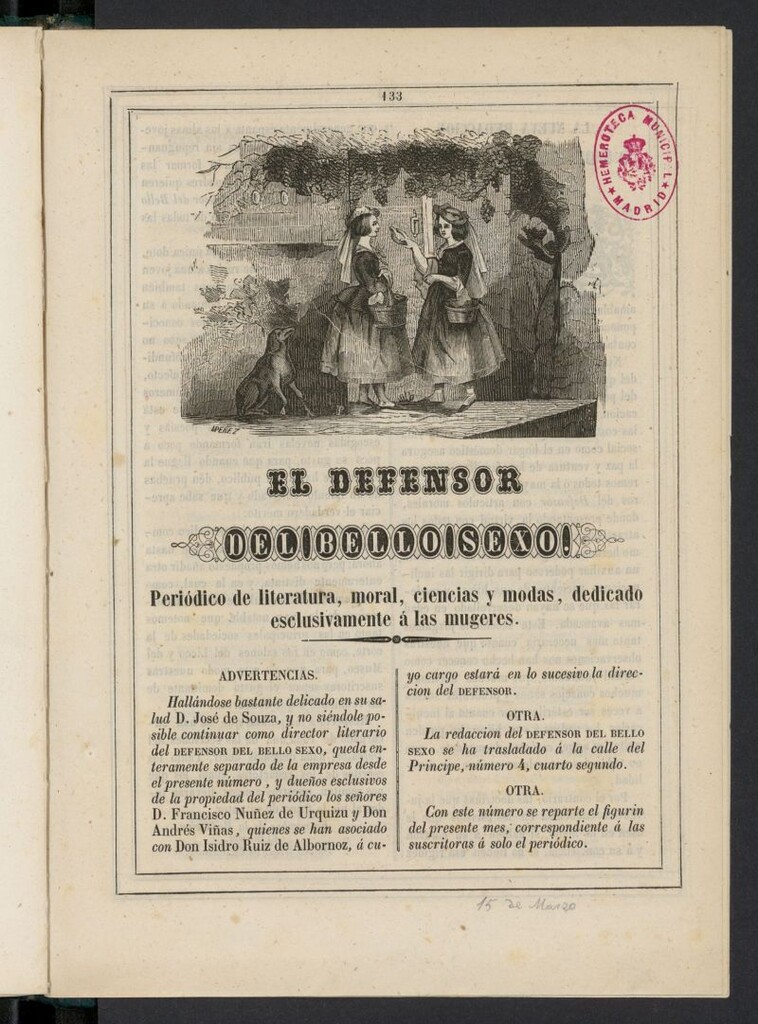 133
HEMEROTECA MUNICIPAL
MADRID
EL DEFENSOR
DEL BELLO SEXO!
Periódico de literatura, moral, ciencias y modas, dedicado
esclusivamente á las mugeres.
ADVERTENCIAS.
Hallándose bastante delicado en su sa-
lud D. José de Souza, y no siéndole po-
sible continuar como director literario
del DEFENSOR DEL BELLO SEXO, queda en-
teramente separado de la empresa desde
el presente número, y dueños esclusivos
de la propiedad del periódico los señores
D. Francisco Nuñez de Urquizu y Don
Andrés Viñas, quienes se han asociado
con Don Isidro Ruiz de Albornoz, á cu-
yo cargo estará en lo sucesivo la direc-
cion del DEFENSOR.
OTRA.
La redaccion del DEFENSOR DEL BELLO
SEXO se ha trasladado á la calle del
Principe, número 4, cuarto segundo.
OTRA.
Con este número se reparte el figurin
del presente mes, correspondiente á las
suscritoras á solo el periódico.
15 de Marzo